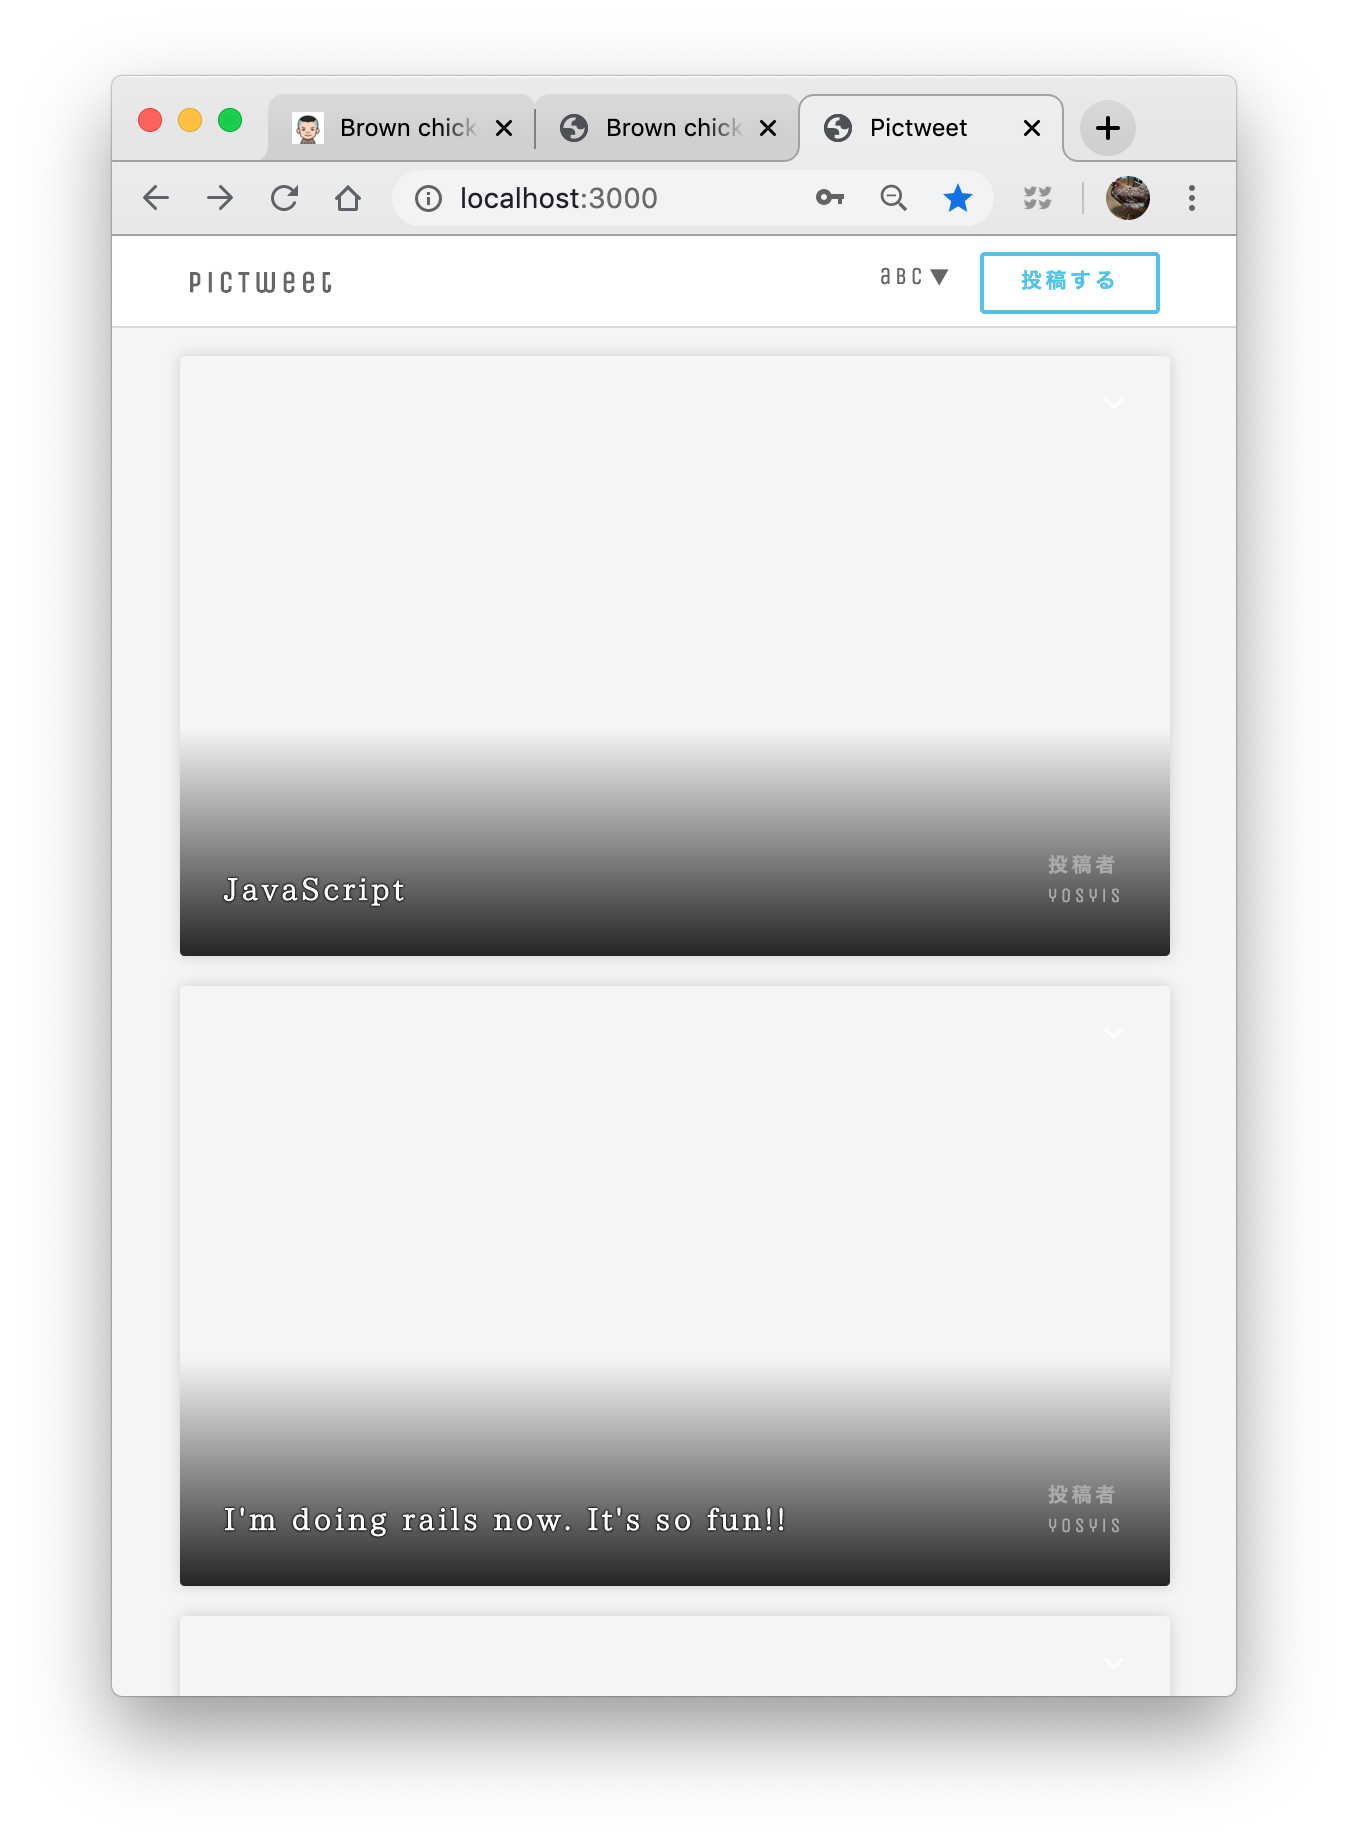 Brown chick
Brown chick
Pictweet
localhost:3000
PICTWEET
ABC▼
投稿する
JavaScript
投稿者
YOSYIS
I'm doing rails now. It's so fun!!
投稿者
YOSYIS